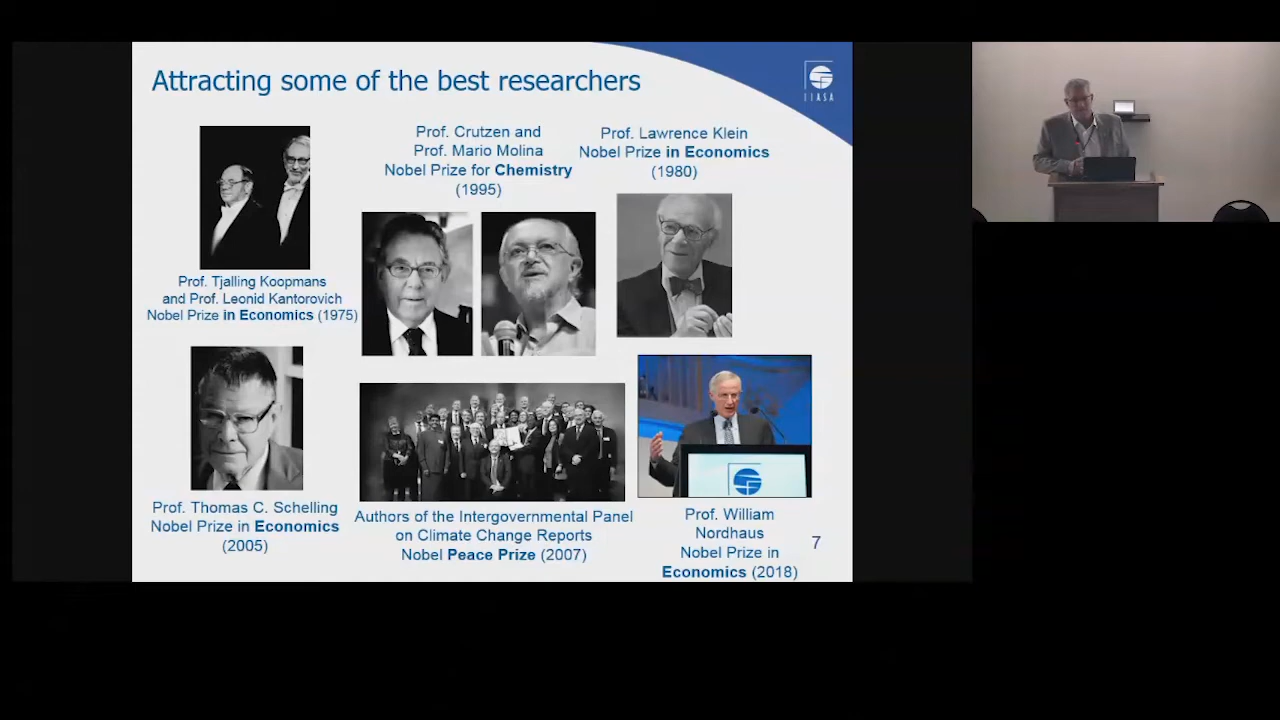 Attracting some of the best researchers
IIASA
Prof. Crutzen and
Prof. Mario Molina
Nobel Prize for Chemistry
(1995)
Prof. Lawrence Klein
Nobel Prize in Economics
(1980)
Prof. Tjalling Koopmans
and Prof. Leonid Kantorovich
Nobel Prize in Economics (1975)
Prof. Thomas C. Schelling
Nobel Prize in Economics
(2005)
Authors of the Intergovernmental Panel
on Climate Change Reports
Nobel Peace Prize (2007)
Prof. William
Nordhaus
Nobel Prize in
Economics (2018)
7